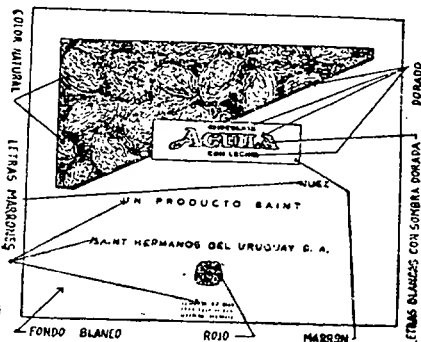 COLOR NATURAL
DORADO
CHOCOLATE
AGUILA
CON LECHE
LETRAS BLANCAS CON SOMBRA DORADA
LETRAS MARRONES
NUEZ
UN PRODUCTO SAINT
SAINT HERMANOS DEL URUGUAY S. A.
FONDO BLANCO
ROJO
MARRON